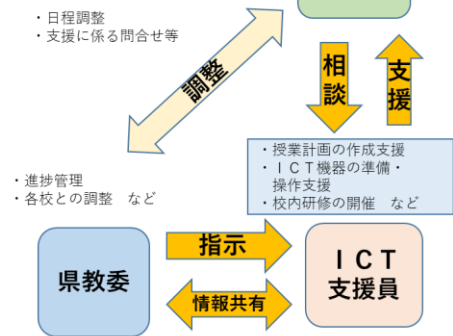 ・日程調整
・支援に係る問合せ等
調整
相談
支援
・授業計画の作成支援
・ＩＣＴ機器の準備・
操作支援
・校内研修の開催　など
・進捗管理
・各校との調整　など
県教委
指示
情報共有
ＩＣＴ
支援員